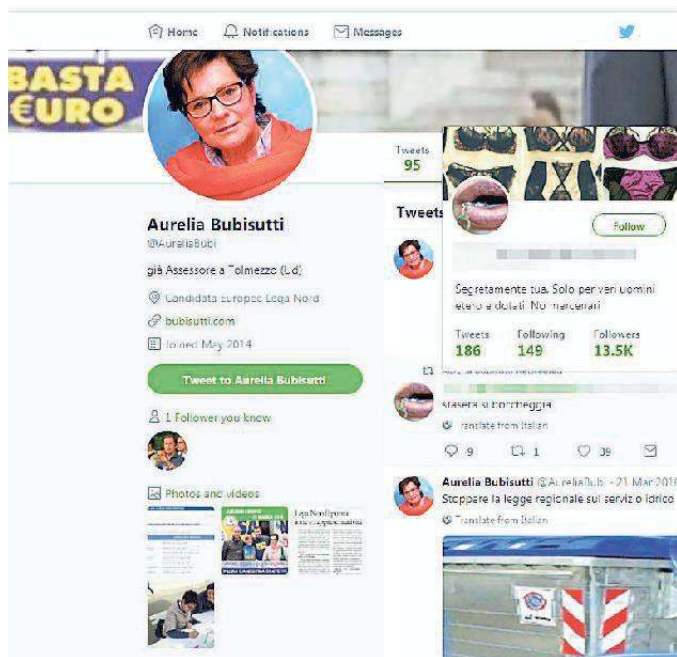 Home Notifications Messages
BASTA
€URO
Tweets
95
Aurelia Bubisutti
@AureliaBubi
già Assessore a Tolmezzo (Ud)
Candidata Europee Lega Nord
bubisutti.com
Joined May 2014
Tweet to Aurelia Bubisutti
1 Follower you know
Photos and videos
Tweets
Follow
Segretamente tua. Solo per veri uomini
etero e dotati. No mercenari
Tweets Following Followers
186 149 13.5K
stasera si
Translate from Italian
9 1 39
Aurelia Bubisutti @AureliaBubi · 21 Mar 2016
Stoppare la legge regionale sul servizio idrico
Translate from Italian